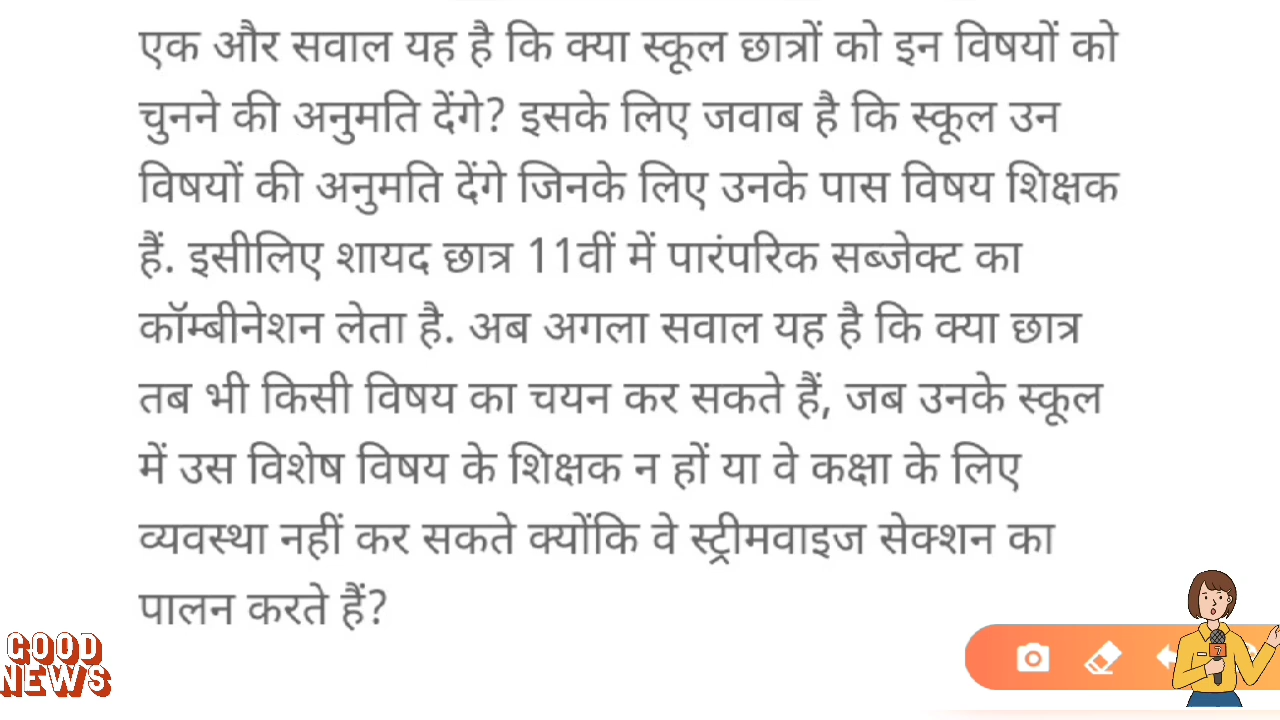 एक और सवाल यह है कि क्या स्कूल छात्रों को इन विषयों को
चुनने की अनुमति देंगे? इसके लिए जवाब है कि स्कूल उन
विषयों की अनुमति देंगे जिनके लिए उनके पास विषय शिक्षक
हैं. इसीलिए शायद छात्र 11वीं में पारंपरिक सब्जेक्ट का
कॉम्बीनेशन लेता है. अब अगला सवाल यह है कि क्या छात्र
तब भी किसी विषय का चयन कर सकते हैं, जब उनके स्कूल
में उस विशेष विषय के शिक्षक न हों या वे कक्षा के लिए
व्यवस्था नहीं कर सकते क्योंकि वे स्ट्रीमवाइज सेक्शन का
पालन करते हैं?
GOOD
NEWS
7